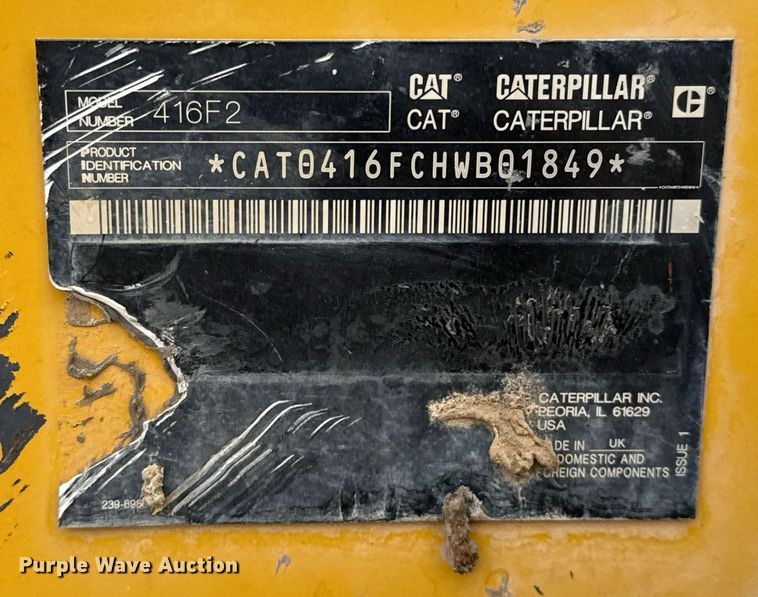 MODEL NUMBER 416F2
CAT® CATERPILLAR®
CAT® CATERPILLAR®
PRODUCT
IDENTIFICATION
NUMBER
*CAT0416FCHWB01849*
CATERPILLAR INC.
PEORIA, IL 61629
USA
MADE IN UK
DOMESTIC AND
FOREIGN COMPONENTS
ISSUE 1
Purple Wave Auction